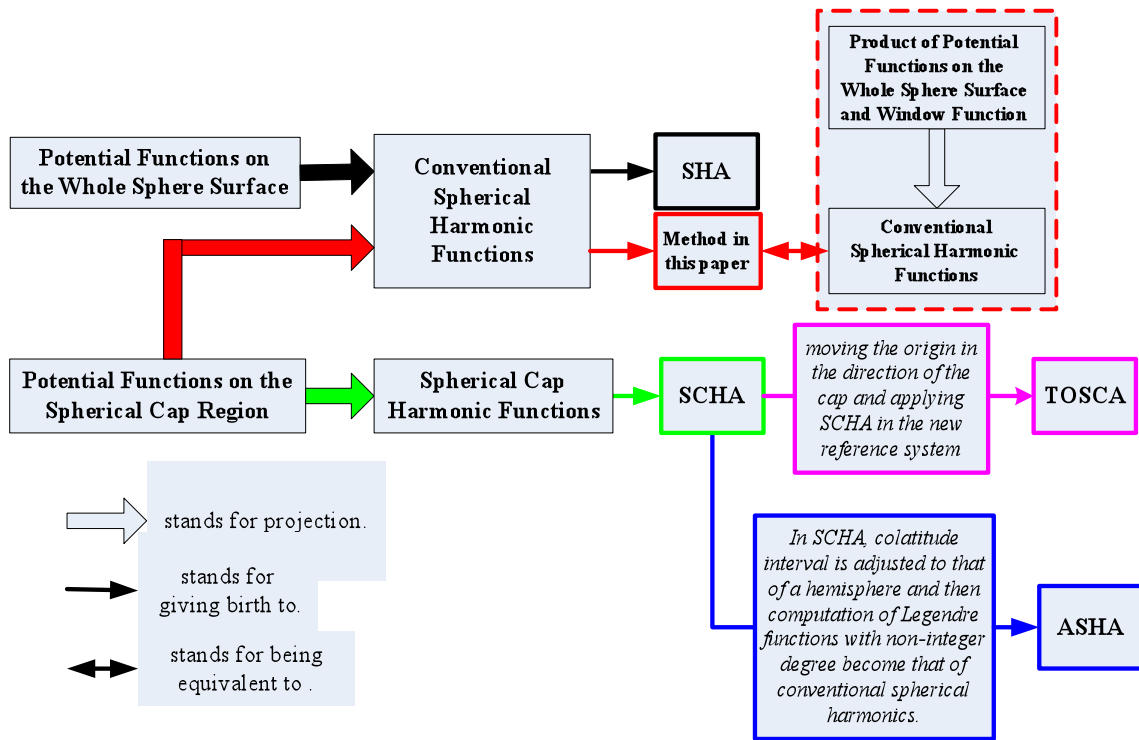 Product of Potential
Functions on the
Whole Sphere Surface
and Window Function
Potential Functions on
the Whole Sphere Surface
Conventional
Spherical
Harmonic
Functions
SHA
Method in
this paper
Conventional
Spherical Harmonic
Functions
Potential Functions on the
Spherical Cap Region
Spherical Cap
Harmonic Functions
SCHA
moving the origin in
the direction of the
cap and applying
SCHA in the new
reference system
TOSCA
stands for projection.
stands for
giving birth to.
stands for being
equivalent to .
In SCHA, colatitude
interval is adjusted to that
of a hemisphere and then
computation of Legendre
functions with non-integer
degree become that of
conventional spherical
harmonics.
ASHA